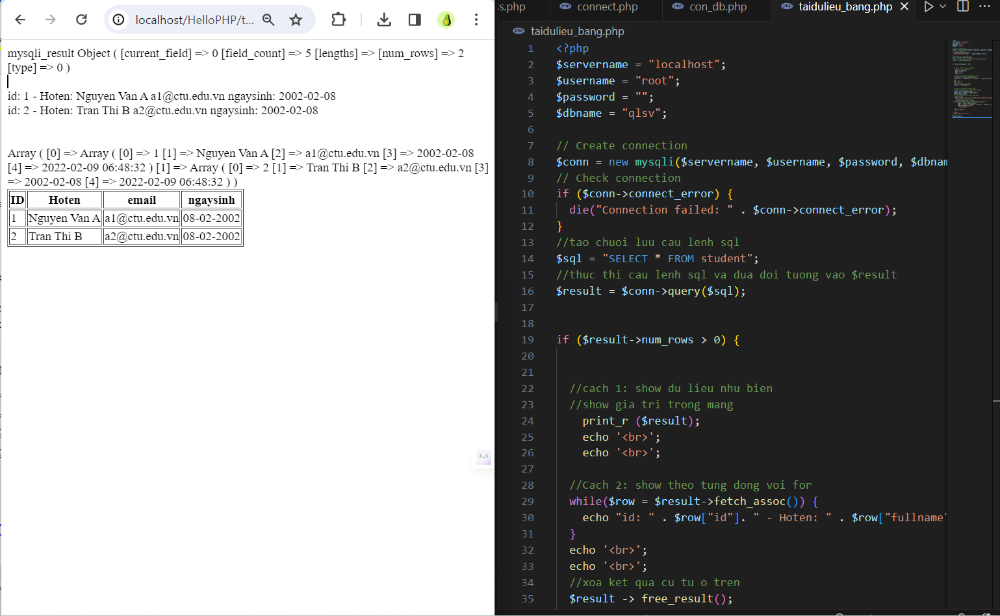 localhost/HelloPHP/t...
mysqli_result Object ( [current_field] => 0 [field_count] => 5 [lengths] => [num_rows] => 2
[type] => 0 )
id: 1 - Hoten: Nguyen Van A a1@ctu.edu.vn ngaysinh: 2002-02-08
id: 2 - Hoten: Tran Thi B a2@ctu.edu.vn ngaysinh: 2002-02-08
Array ( [0] => Array ( [0] => 1 [1] => Nguyen Van A [2] => a1@ctu.edu.vn [3] => 2002-02-08
[4] => 2022-02-09 06:48:32 ) [1] => Array ( [0] => 2 [1] => Tran Thi B [2] => a2@ctu.edu.vn [3]
=> 2002-02-08 [4] => 2022-02-09 06:48:32 ) )
ID Hoten email ngaysinh
1 Nguyen Van A a1@ctu.edu.vn 08-02-2002
2 Tran Thi B a2@ctu.edu.vn 08-02-2002
s.php connect.php con_db.php taidulieu_bang.php
taidulieu_bang.php
1 <?php
2 $servername = "localhost";
3 $username = "root";
4 $password = "";
5 $dbname = "qlsv";
6
7 // Create connection
8 $conn = new mysqli($servername, $username, $password, $dbnam
9 // Check connection
10 if ($conn->connect_error) {
11 die("Connection failed: " . $conn->connect_error);
12 }
13 //tao chuoi luu cau lenh sql
14 $sql = "SELECT * FROM student";
15 //thuc thi cau lenh sql va dua doi tuong vao $result
16 $result = $conn->query($sql);
17
18
19 if ($result->num_rows > 0) {
20
21
22 //cach 1: show du lieu nhu bien
23 //show gia tri trong mang
24 print_r ($result);
25 echo '<br>';
26 echo '<br>';
27
28 //Cach 2: show theo tung dong voi for
29 while($row = $result->fetch_assoc()) {
30 echo "id: " . $row["id"]. " - Hoten: " . $row["fullname"
31 }
32 echo '<br>';
33 echo '<br>';
34 //xoa ket qua cu tu o tren
35 $result -> free_result();